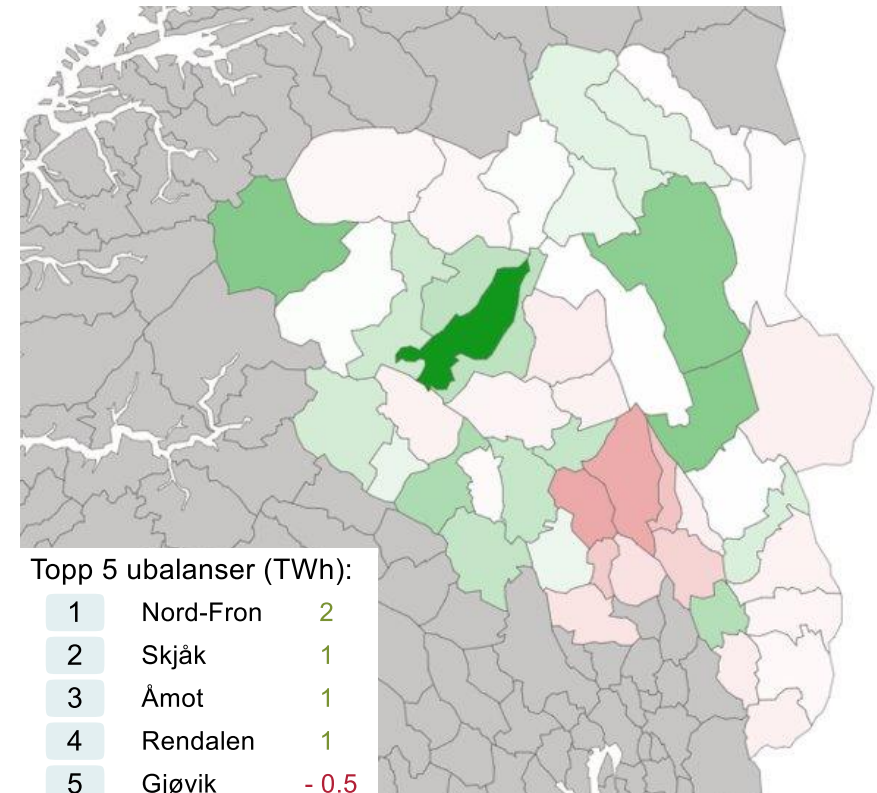 Topp 5 ubalanser (TWh):
1 Nord-Fron 2
2 Skjåk 1
3 Åmot 1
4 Rendalen 1
5 Gjøvik - 0.5